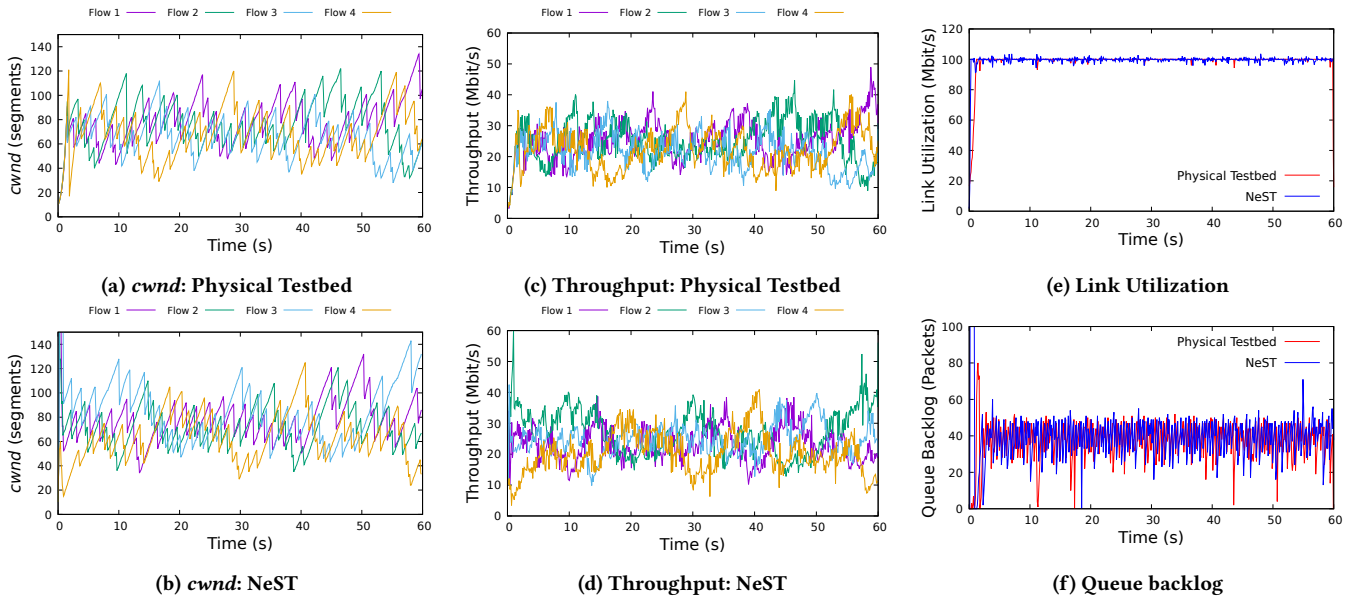 Flow 1 Flow 2 Flow 3 Flow 4
cwnd (segments)
140
120
100
80
60
40
20
0
0 10 20 30 40 50 60
Time (s)
(a) cwnd: Physical Testbed
Flow 1 Flow 2 Flow 3 Flow 4
Throughput (Mbit/s)
60
50
40
30
20
10
0
0 10 20 30 40 50 60
Time (s)
(c) Throughput: Physical Testbed
Link Utilization (Mbit/s)
120
100
80
60
40
20
0
Physical Testbed
NeST
0 10 20 30 40 50 60
Time (s)
(e) Link Utilization
Flow 1 Flow 2 Flow 3 Flow 4
cwnd (segments)
140
120
100
80
60
40
20
0
0 10 20 30 40 50 60
Time (s)
(b) cwnd: NeST
Flow 1 Flow 2 Flow 3 Flow 4
Throughput (Mbit/s)
60
50
40
30
20
10
0
0 10 20 30 40 50 60
Time (s)
(d) Throughput: NeST
Queue Backlog (Packets)
100
80
60
40
20
0
Physical Testbed
NeST
0 10 20 30 40 50 60
Time (s)
(f) Queue backlog